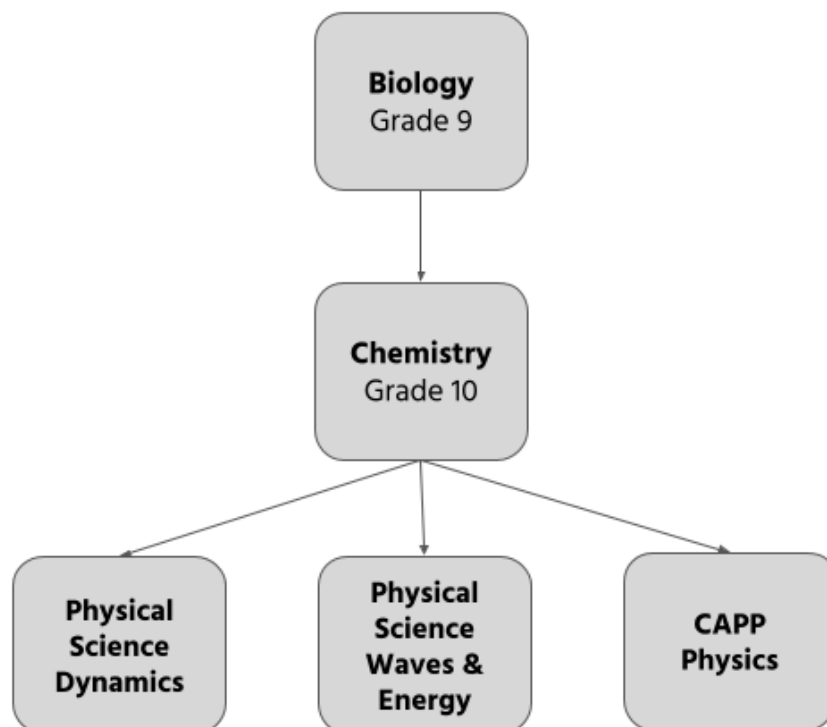 Biology
Grade 9
Chemistry
Grade 10
Physical
Science
Dynamics
Physical
Science
Waves &
Energy
CAPP
Physics